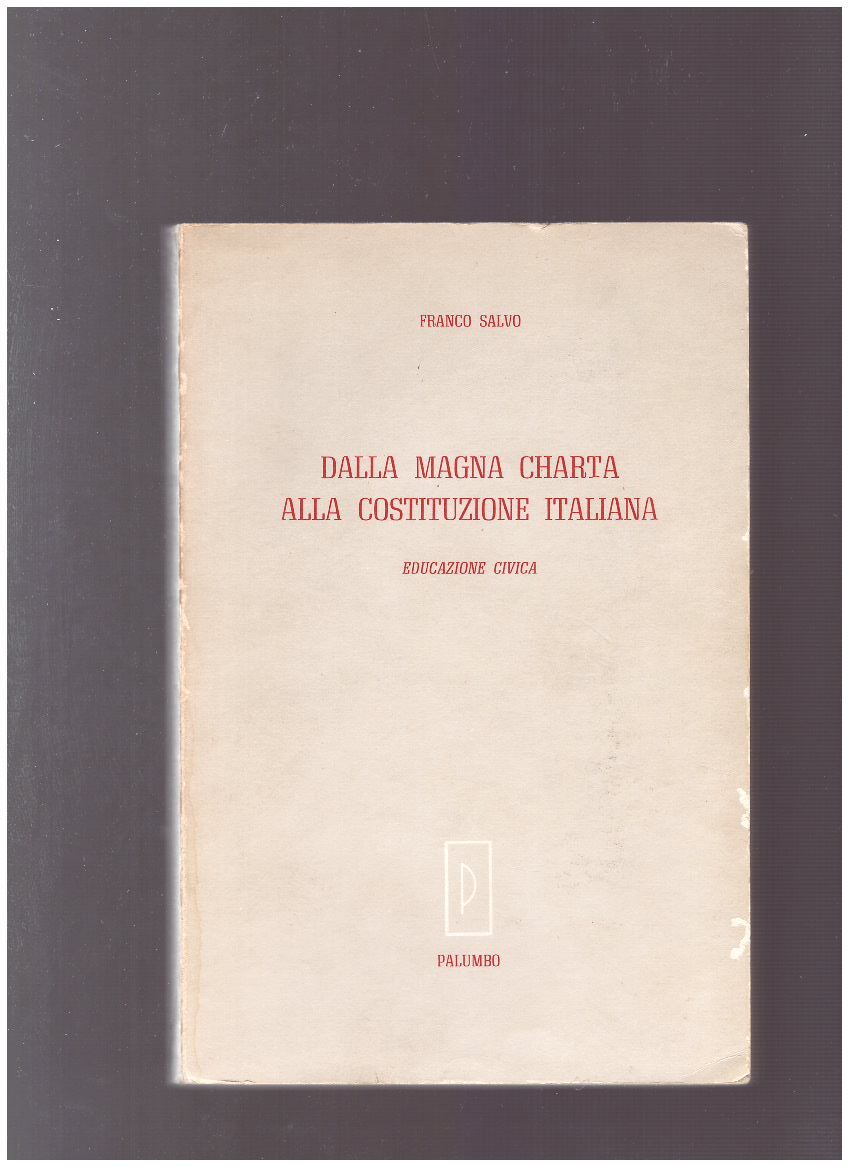 FRANCO SALVO
DALLA MAGNA CHARTA
ALLA COSTITUZIONE ITALIANA
EDUCAZIONE CIVICA
P
PALUMBO